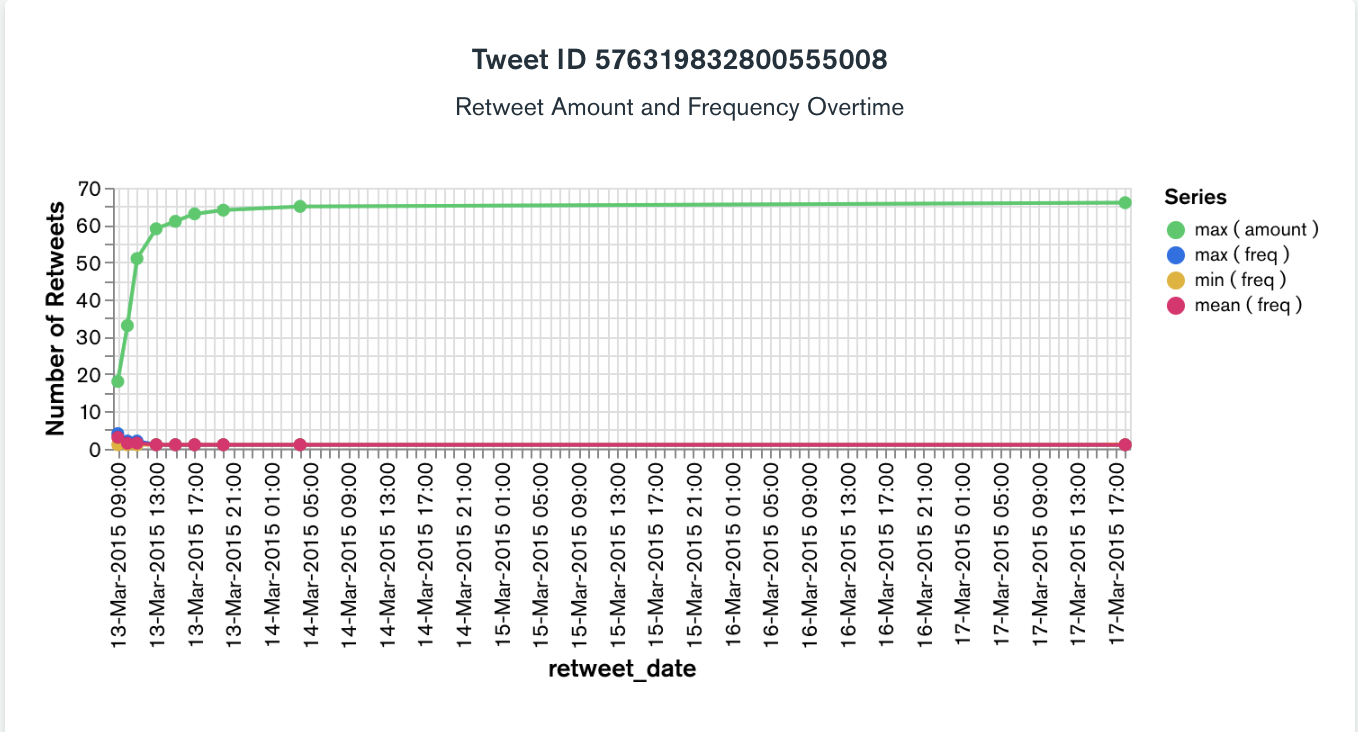 Tweet ID 576319832800555008
Retweet Amount and Frequency Overtime
Number of Retweets
70
60
50
40
30
20
10
0
Series
max ( amount )
max ( freq )
min ( freq )
mean ( freq )
13-Mar-2015 09:00
13-Mar-2015 13:00
13-Mar-2015 17:00
13-Mar-2015 21:00
14-Mar-2015 01:00
14-Mar-2015 05:00
14-Mar-2015 09:00
14-Mar-2015 13:00
14-Mar-2015 17:00
14-Mar-2015 21:00
15-Mar-2015 01:00
15-Mar-2015 05:00
15-Mar-2015 09:00
15-Mar-2015 13:00
15-Mar-2015 17:00
15-Mar-2015 21:00
16-Mar-2015 01:00
16-Mar-2015 05:00
16-Mar-2015 09:00
16-Mar-2015 13:00
16-Mar-2015 17:00
16-Mar-2015 21:00
17-Mar-2015 01:00
17-Mar-2015 05:00
17-Mar-2015 09:00
17-Mar-2015 13:00
17-Mar-2015 17:00
retweet_date